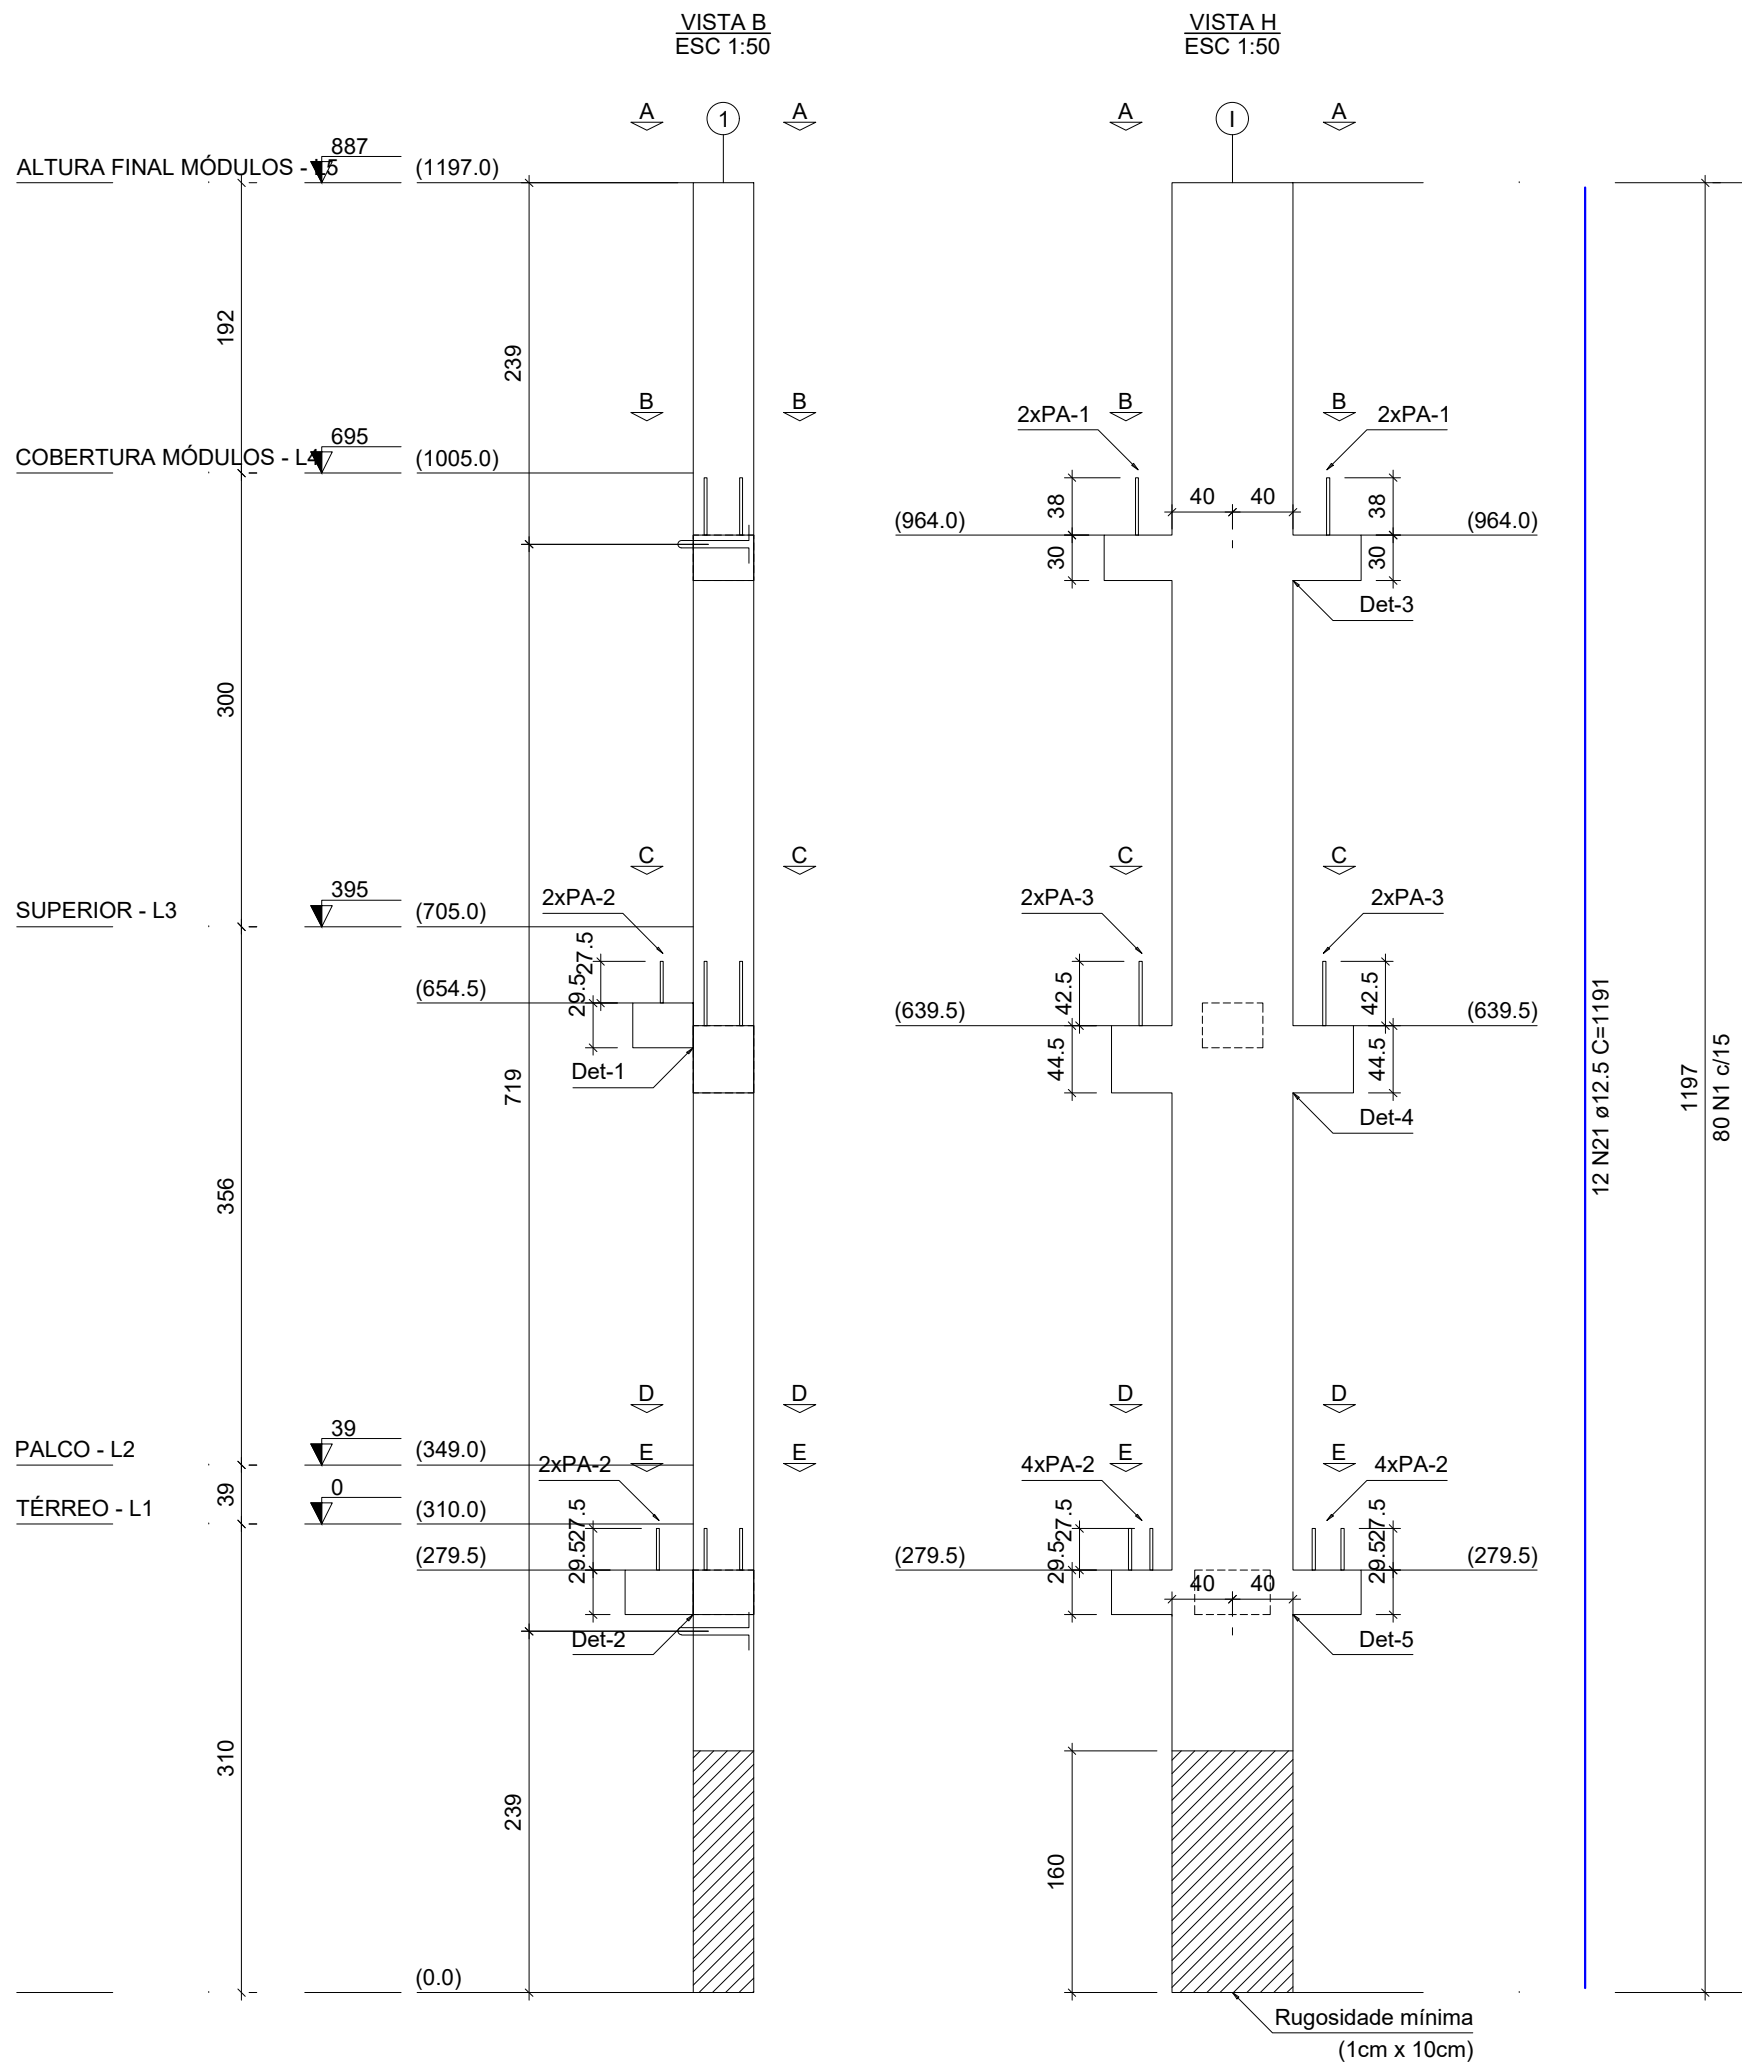 VISTA B
ESC 1:50
VISTA H
ESC 1:50
A
1
A
A
I
A
887
ALTURA FINAL MÓDULOS - L5
(1197.0)
192
239
B
B
2xPA-1
B
B
2xPA-1
695
COBERTURA MÓDULOS - L4
(1005.0)
38
40
40
38
(964.0)
(964.0)
30
30
Det-3
300
C
C
C
C
395
SUPERIOR - L3
(705.0)
2xPA-2
2xPA-3
2xPA-3
27.5
29.5
(654.5)
42.5
42.5
(639.5)
(639.5)
44.5
44.5
Det-1
Det-4
719
12 N21 ø12.5 C=1191
1197
80 N1 c/15
356
D
D
D
D
39
PALCO - L2
(349.0)
E
E
E
E
2xPA-2
4xPA-2
4xPA-2
39
0
TÉRREO - L1
(310.0)
27.5
29.5
27.5
29.5
27.5
29.5
(279.5)
(279.5)
(279.5)
40
40
Det-2
Det-5
310
239
160
(0.0)
Rugosidade mínima
(1cm x 10cm)